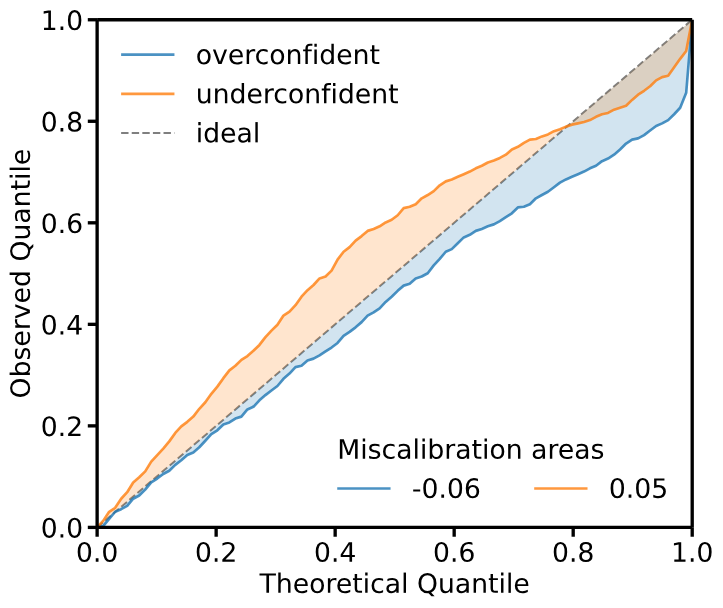 1.0
0.8
0.6
0.4
0.2
0.0
Observed Quantile
overconfident
underconfident
ideal
Miscalibration areas
-0.06 0.05
0.0 0.2 0.4 0.6 0.8 1.0
Theoretical Quantile